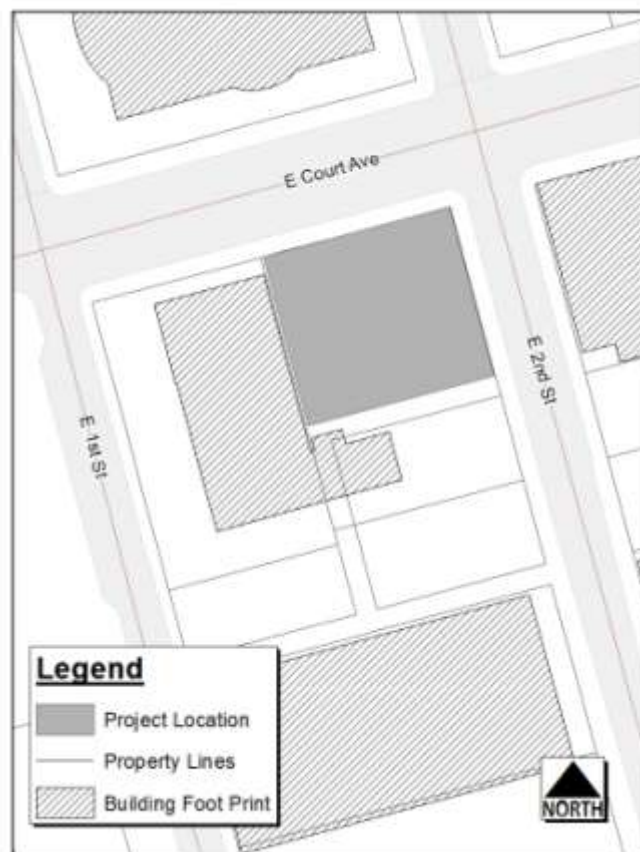 E Court Ave
E 2nd St
E 1st St
Legend
Project Location
Property Lines
Building Foot Print
NORTH